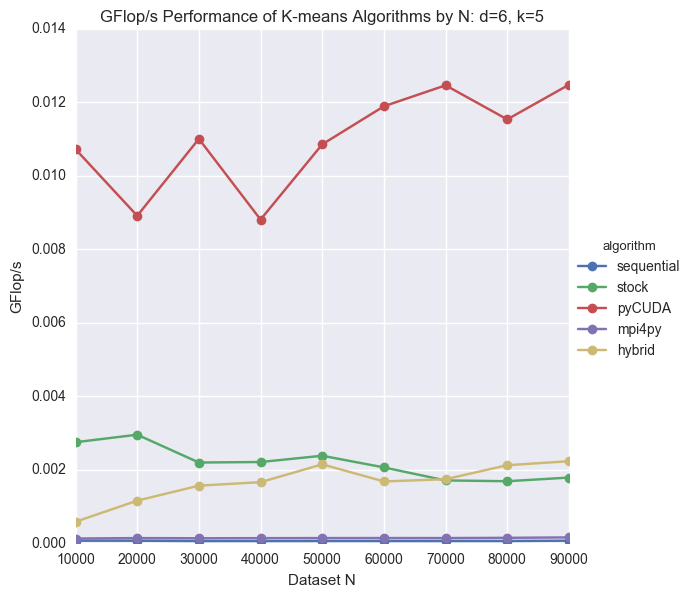 GFlop/s Performance of K-means Algorithms by N: d=6, k=5
0.014
0.012
0.010
0.008
0.006
0.004
0.002
0.000
GFlop/s
10000 20000 30000 40000 50000 60000 70000 80000 90000
Dataset N
algorithm
sequential
stock
pyCUDA
mpi4py
hybrid